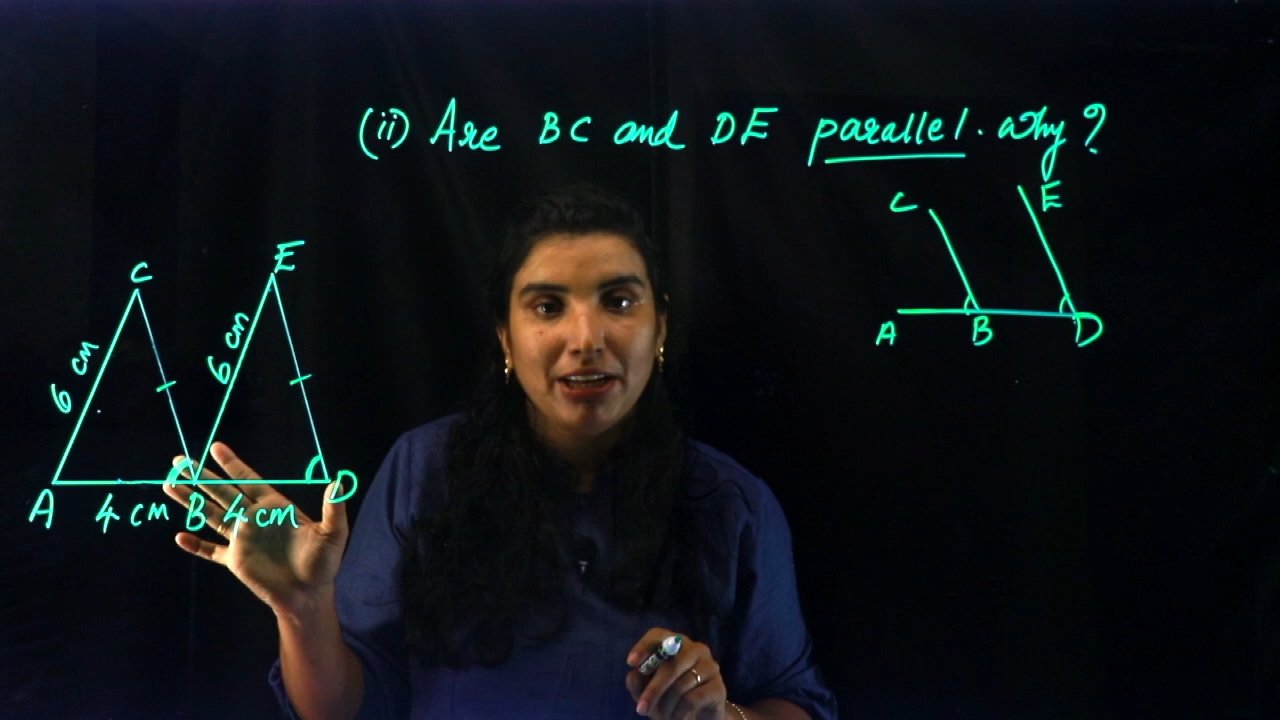 (ii) Are BC and DE parallel. why?
C E
C E
6 cm 6 cm
A B D
A 4 cm B 4 cm D